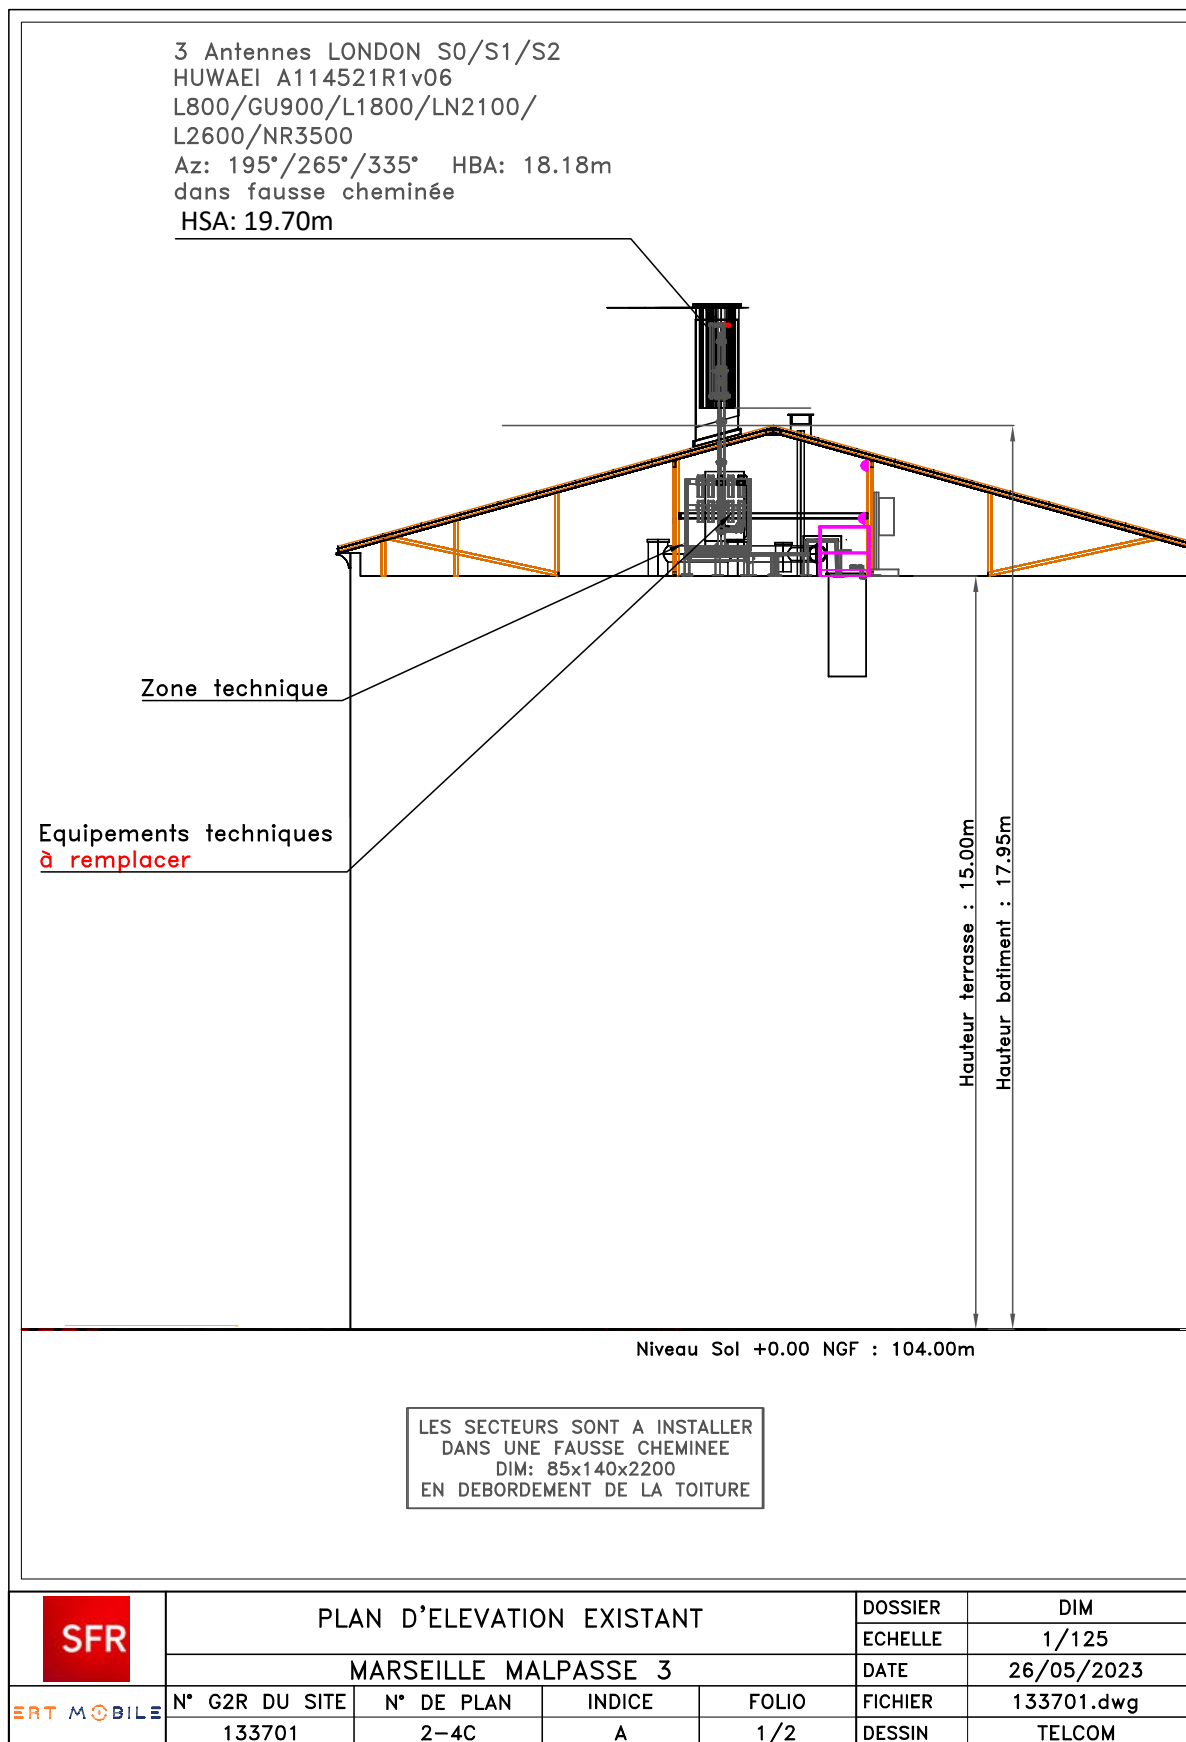 3 Antennes LONDON S0/S1/S2
HUWAEI A114521R1v06
L800/GU900/L1800/LN2100/
L2600/NR3500
Az: 195°/265°/335° HBA: 18.18m
dans fausse cheminée
HSA: 19.70m
Zone technique
Equipements techniques
à remplacer
Hauteur terrasse : 15.00m
Hauteur batiment : 17.95m
Niveau Sol +0.00 NGF : 104.00m
LES SECTEURS SONT A INSTALLER
DANS UNE FAUSSE CHEMINEE
DIM: 85x140x2200
EN DEBORDEMENT DE LA TOITURE
SFR
PLAN D'ELEVATION EXISTANT
DOSSIER DIM
ECHELLE 1/125
MARSEILLE MALPASSE 3
DATE 26/05/2023
ERT MOBILE
N° G2R DU SITE N° DE PLAN INDICE FOLIO
FICHIER 133701.dwg
133701 2-4C A 1/2
DESSIN TELCOM